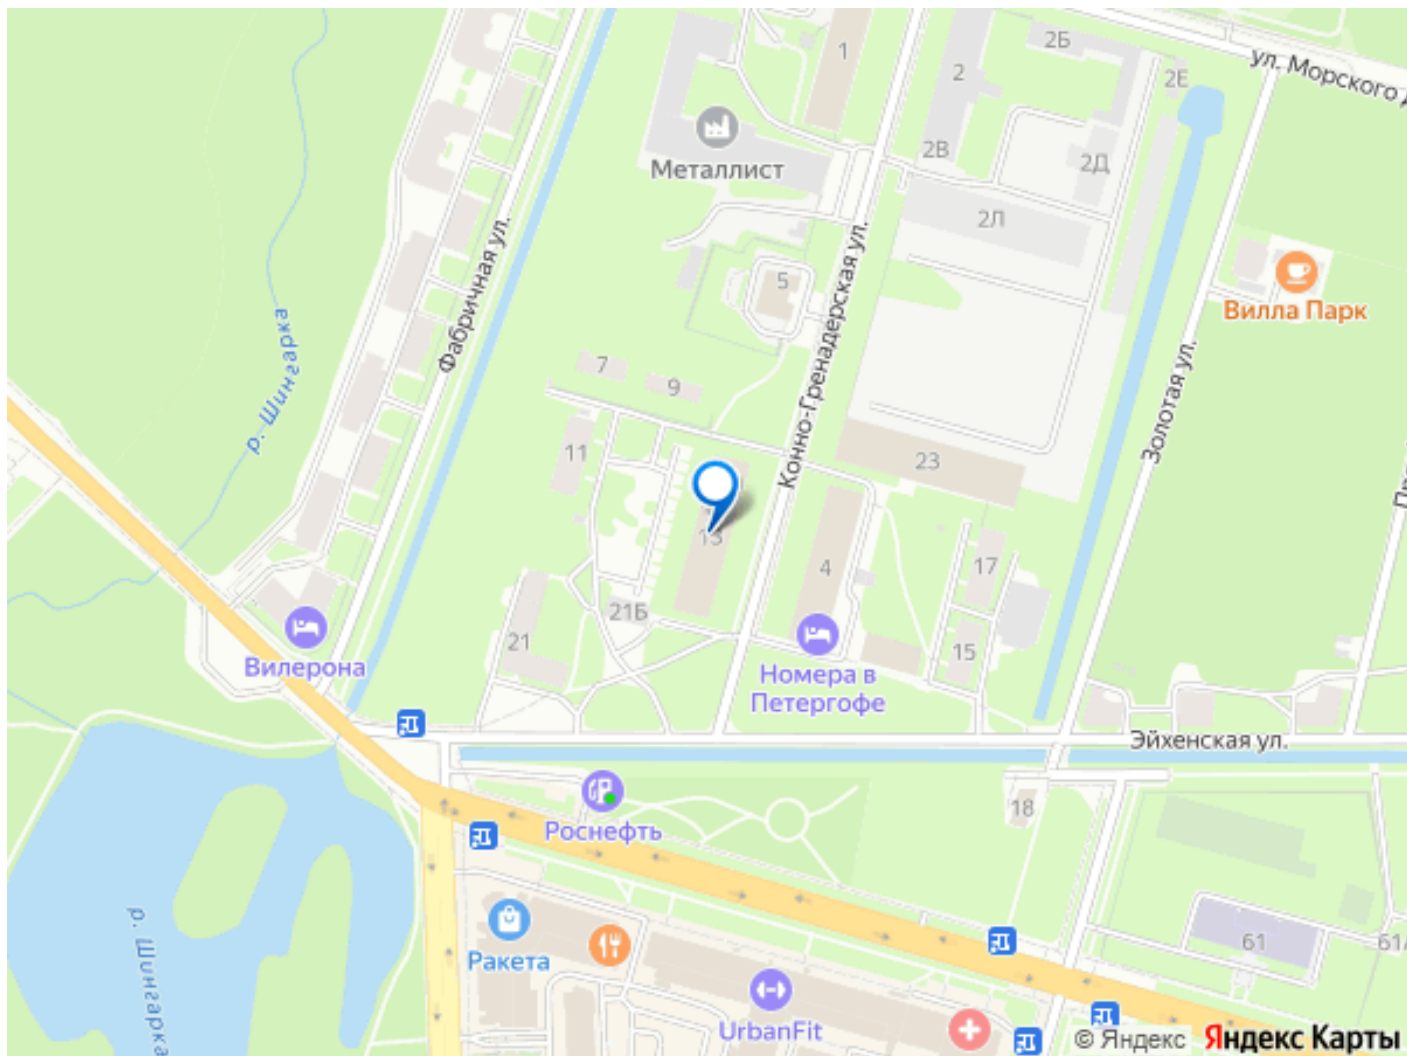 1
2Б
2
2Е
ул. Морского Д
Металлист
2В
2Д
2Л
Фабричная ул.
Конно-Гренадерская ул.
5
Вилла Парк
р. Шингарка
Золотая ул.
7
9
11
23
13
4
17
21Б
21
15
Вилерона
Номера в
Петергофе
Эйхенская ул.
Роснефть
18
р. Шингарка
Ракета
61
61А
UrbanFit
© Яндекс Яндекс Карты